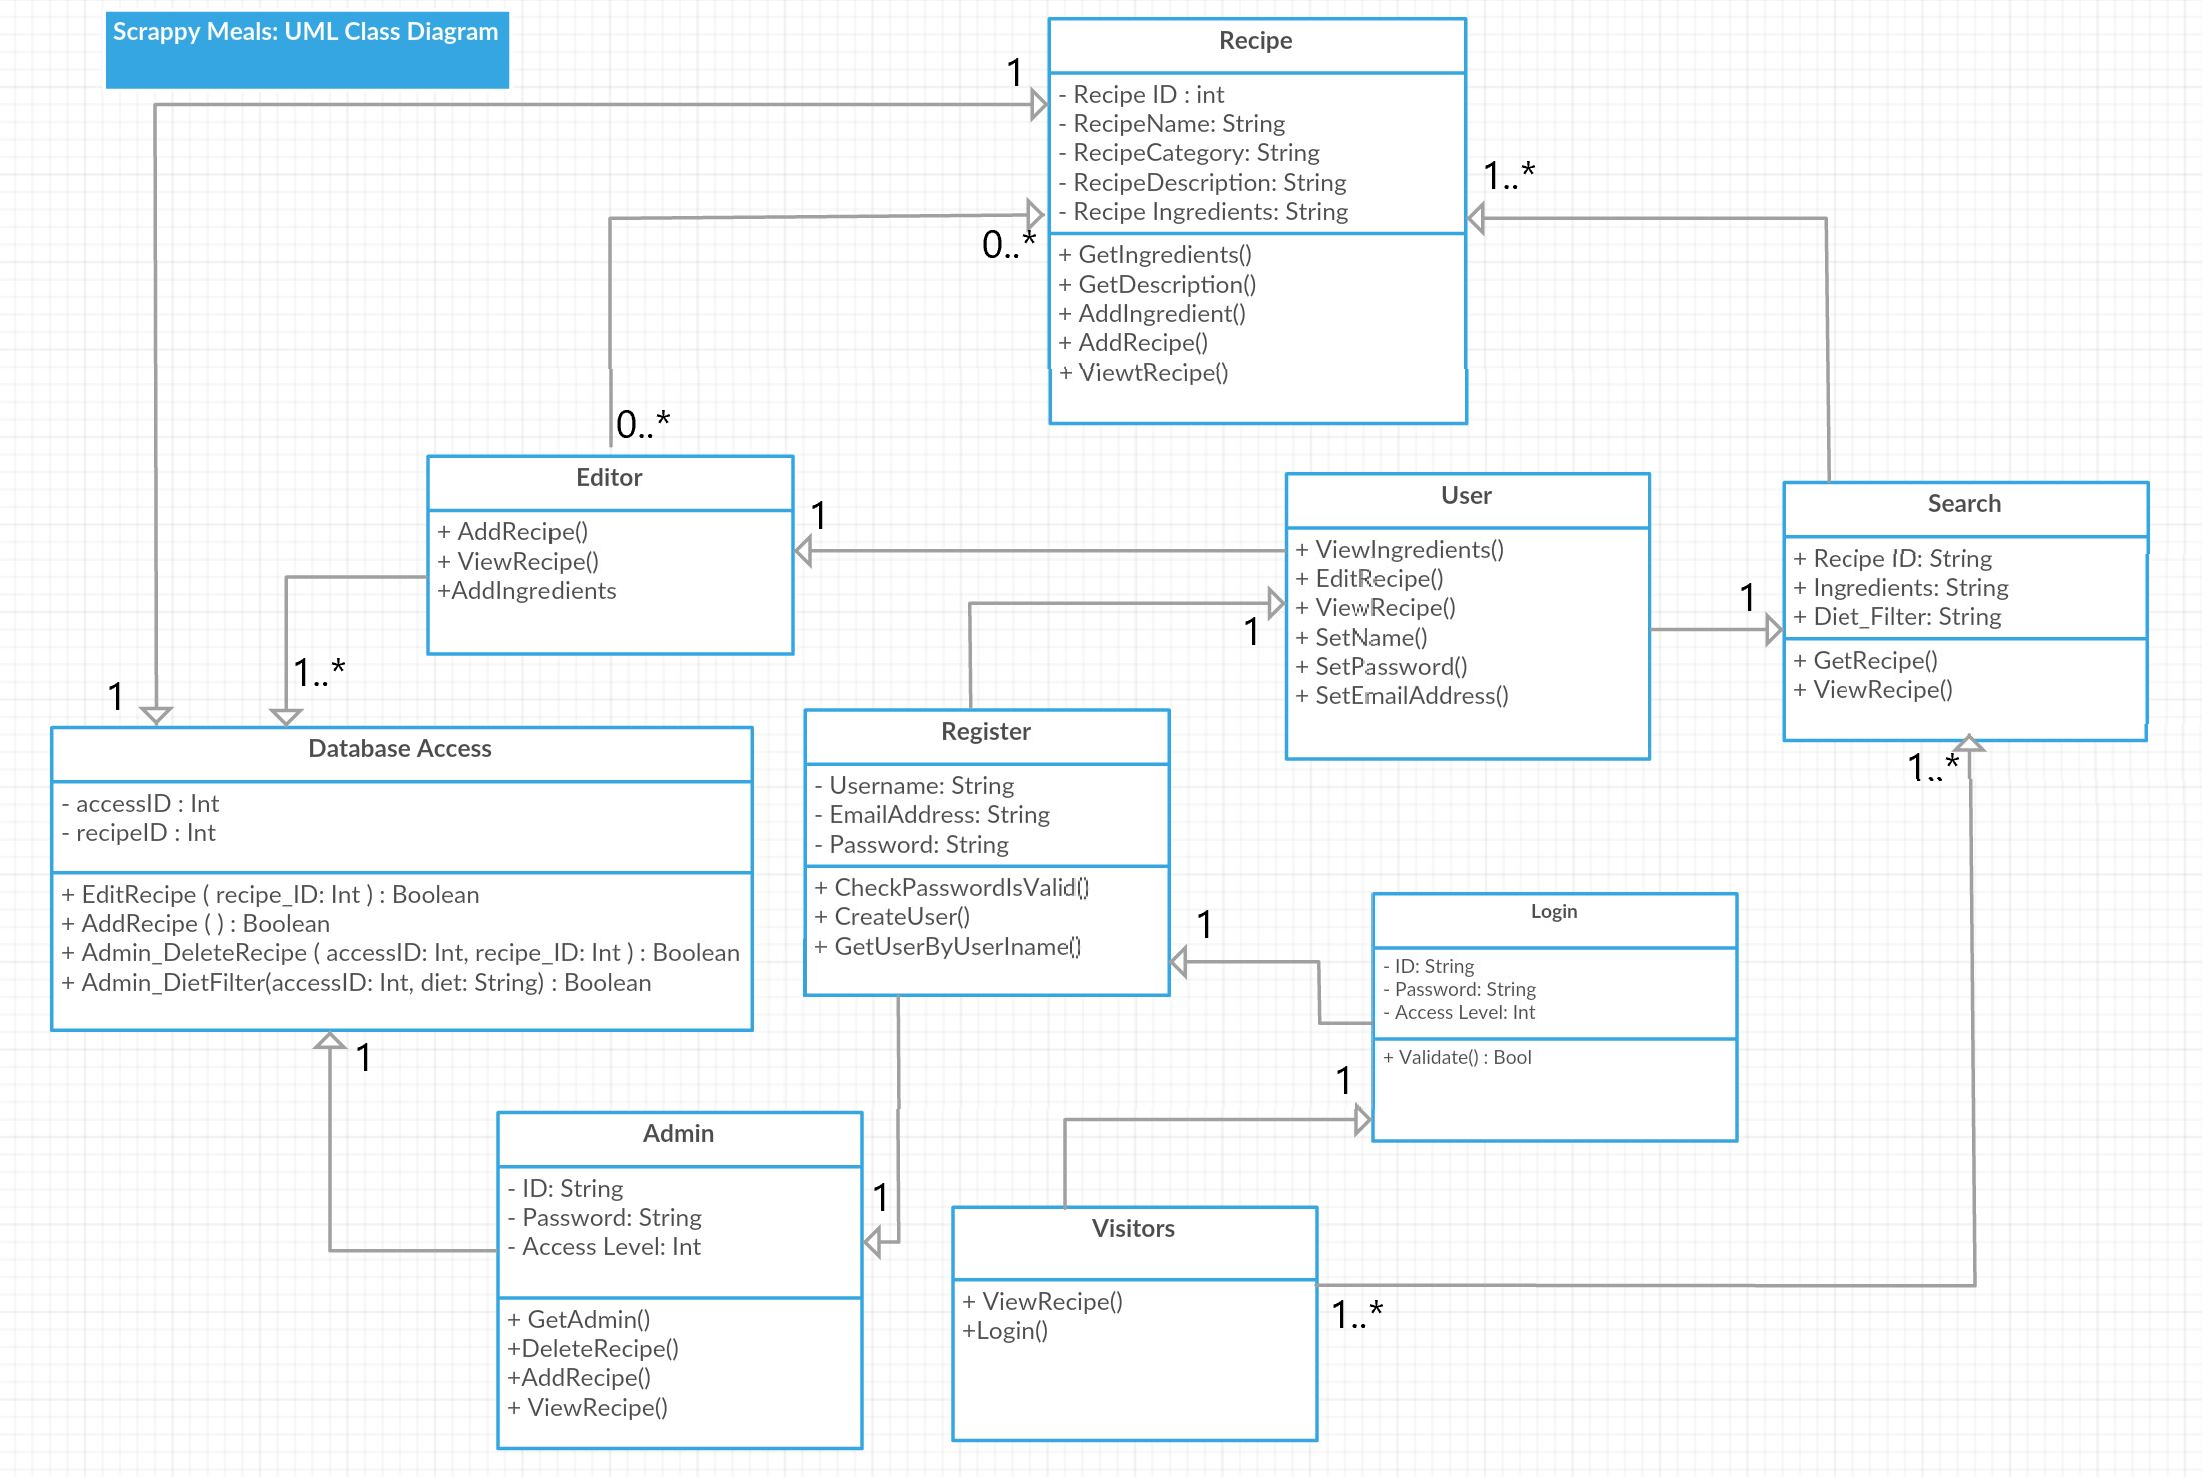 Scrappy Meals: UML Class Diagram
Recipe
- Recipe ID : int
- RecipeName: String
- RecipeCategory: String
- RecipeDescription: String
- Recipe Ingredients: String
+ GetIngredients()
+ GetDescription()
+ AddIngredient()
+ AddRecipe()
+ ViewtRecipe()
1
0..*
1..*
0..*
Editor
+ AddRecipe()
+ ViewRecipe()
+AddIngredients
1
User
+ ViewIngredients()
+ EditRecipe()
+ ViewRecipe()
+ SetName()
+ SetPassword()
+ SetEmailAddress()
1
1
Search
+ Recipe ID: String
+ Ingredients: String
+ Diet_Filter: String
+ GetRecipe()
+ ViewRecipe()
1..*
1
1..*
Database Access
- accessID : Int
- recipeID : Int
+ EditRecipe ( recipe_ID: Int ) : Boolean
+ AddRecipe ( ) : Boolean
+ Admin_DeleteRecipe ( accessID: Int, recipe_ID: Int ) : Boolean
+ Admin_DietFilter(accessID: Int, diet: String) : Boolean
1
Register
- Username: String
- EmailAddress: String
- Password: String
+ CheckPasswordIsValid()
+ CreateUser()
+ GetUserByUserIname()
1
Login
- ID: String
- Password: String
- Access Level: Int
+ Validate() : Bool
1
Admin
- ID: String
- Password: String
- Access Level: Int
+ GetAdmin()
+DeleteRecipe()
+AddRecipe()
+ ViewRecipe()
1
Visitors
+ ViewRecipe()
+Login()
1..*